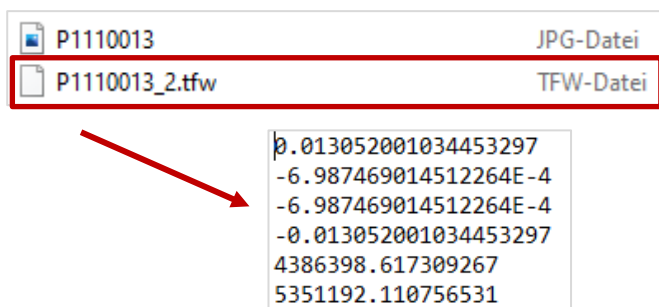 P1110013 JPG-Datei
P1110013_2.tfw TFW-Datei
0.013052001034453297
-6.987469014512264E-4
-6.987469014512264E-4
-0.013052001034453297
4386398.617309267
5351192.110756531